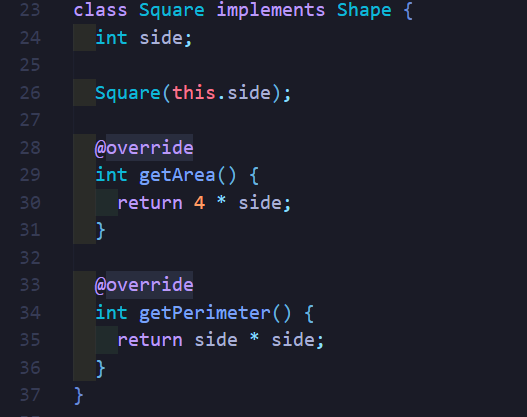 23 class Square implements Shape {
24   int side;
25
26   Square(this.side);
27
28   @override
29   int getArea() {
30     return 4 * side;
31   }
32
33   @override
34   int getPerimeter() {
35     return side * side;
36   }
37 }